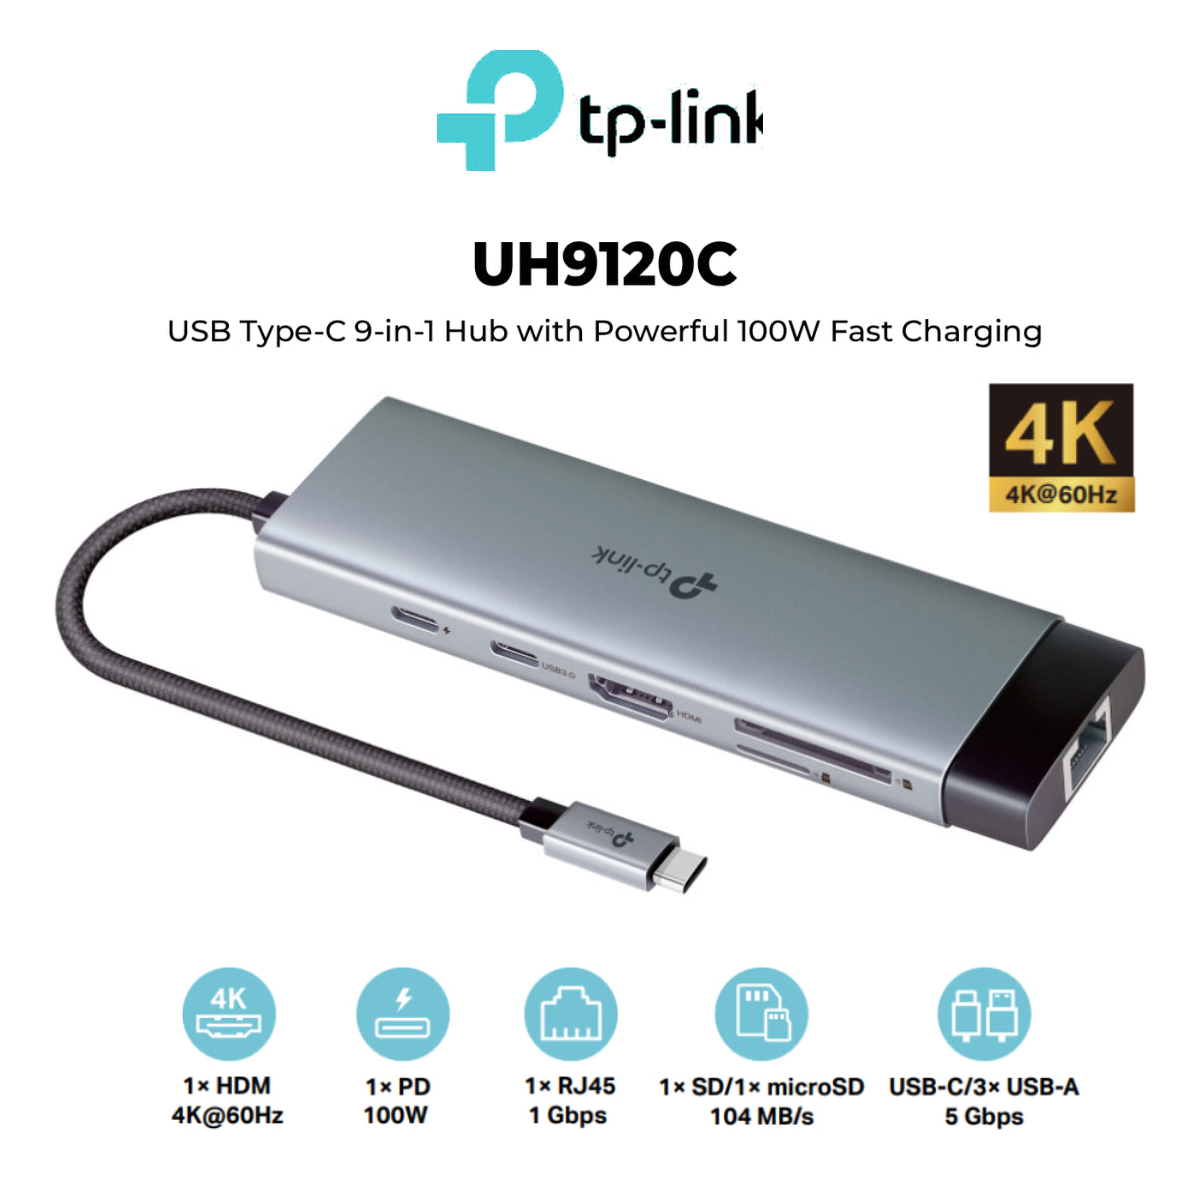 tp-link
UH9120C
USB Type-C 9-in-1 Hub with Powerful 100W Fast Charging
4K
4K@60Hz
tp-link
USB3.0
HDMI
tp-link
4K
1× HDM
4K@60Hz
1× PD
100W
1× RJ45
1 Gbps
1× SD/1× microSD
104 MB/s
USB-C/3× USB-A
5 Gbps